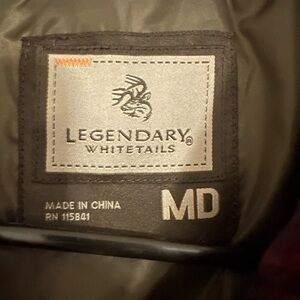 LEGENDARY®
WHITETAILS
MADE IN CHINA
RN 115841
MD